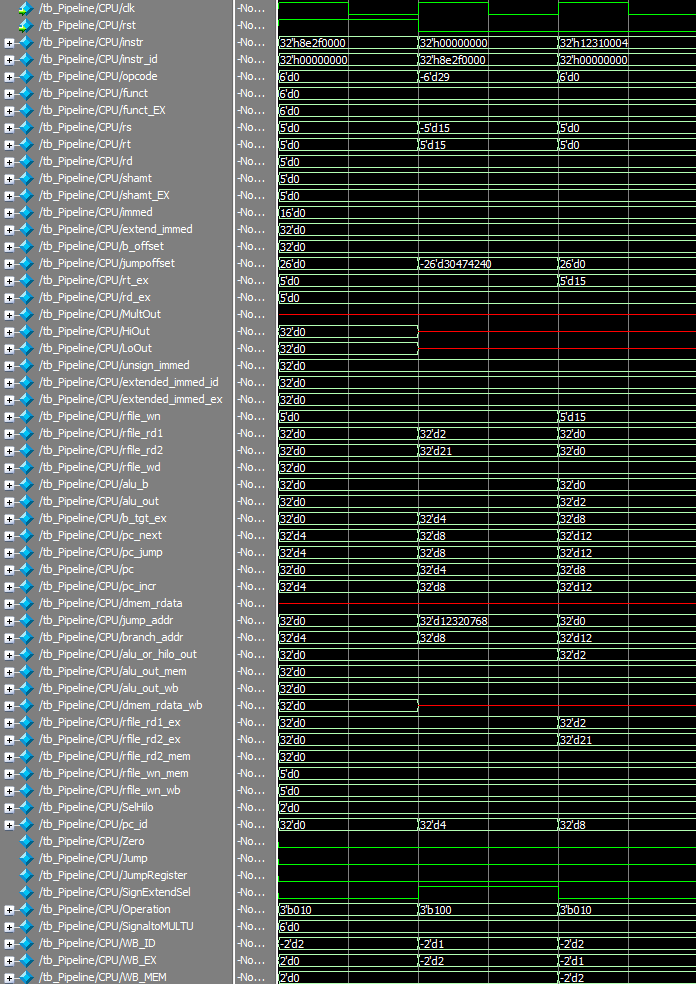 /tb_Pipeline/CPU/clk -No...
/tb_Pipeline/CPU/rst -No...
/tb_Pipeline/CPU/instr -No... 32'h8e2f0000 32'h00000000 32'h12310004
/tb_Pipeline/CPU/instr_id -No... 32'h00000000 32'h8e2f0000 32'h00000000
/tb_Pipeline/CPU/opcode -No... 6'd0 -6'd29 6'd0
/tb_Pipeline/CPU/funct -No... 6'd0
/tb_Pipeline/CPU/funct_EX -No... 6'd0
/tb_Pipeline/CPU/rs -No... 5'd0 -5'd15 5'd0
/tb_Pipeline/CPU/rt -No... 5'd0 5'd15 5'd0
/tb_Pipeline/CPU/rd -No... 5'd0
/tb_Pipeline/CPU/shamt -No... 5'd0
/tb_Pipeline/CPU/shamt_EX -No... 5'd0
/tb_Pipeline/CPU/immed -No... 16'd0
/tb_Pipeline/CPU/extend_immed -No... 32'd0
/tb_Pipeline/CPU/b_offset -No... 32'd0
/tb_Pipeline/CPU/jumpoffset -No... 26'd0 -26'd30474240 26'd0
/tb_Pipeline/CPU/rt_ex -No... 5'd0 5'd15
/tb_Pipeline/CPU/rd_ex -No... 5'd0
/tb_Pipeline/CPU/MultOut -No...
/tb_Pipeline/CPU/HiOut -No... 32'd0
/tb_Pipeline/CPU/LoOut -No... 32'd0
/tb_Pipeline/CPU/unsign_immed -No... 32'd0
/tb_Pipeline/CPU/extended_immed_id -No... 32'd0
/tb_Pipeline/CPU/extended_immed_ex -No... 32'd0
/tb_Pipeline/CPU/rfile_wn -No... 5'd0 5'd15
/tb_Pipeline/CPU/rfile_rd1 -No... 32'd0 32'd2 32'd0
/tb_Pipeline/CPU/rfile_rd2 -No... 32'd0 32'd21 32'd0
/tb_Pipeline/CPU/rfile_wd -No... 32'd0
/tb_Pipeline/CPU/alu_b -No... 32'd0 32'd0
/tb_Pipeline/CPU/alu_out -No... 32'd0 32'd2
/tb_Pipeline/CPU/b_tgt_ex -No... 32'd0 32'd4 32'd8
/tb_Pipeline/CPU/pc_next -No... 32'd4 32'd8 32'd12
/tb_Pipeline/CPU/pc_jump -No... 32'd4 32'd8 32'd12
/tb_Pipeline/CPU/pc -No... 32'd0 32'd4 32'd8
/tb_Pipeline/CPU/pc_incr -No... 32'd4 32'd8 32'd12
/tb_Pipeline/CPU/dmem_rdata -No...
/tb_Pipeline/CPU/jump_addr -No... 32'd0 32'd12320768 32'd0
/tb_Pipeline/CPU/branch_addr -No... 32'd4 32'd8 32'd12
/tb_Pipeline/CPU/alu_or_hilo_out -No... 32'd0 32'd2
/tb_Pipeline/CPU/alu_out_mem -No... 32'd0
/tb_Pipeline/CPU/alu_out_wb -No... 32'd0
/tb_Pipeline/CPU/dmem_rdata_wb -No... 32'd0
/tb_Pipeline/CPU/rfile_rd1_ex -No... 32'd0 32'd2
/tb_Pipeline/CPU/rfile_rd2_ex -No... 32'd0 32'd21
/tb_Pipeline/CPU/rfile_rd2_mem -No... 32'd0
/tb_Pipeline/CPU/rfile_wn_mem -No... 5'd0
/tb_Pipeline/CPU/rfile_wn_wb -No... 5'd0
/tb_Pipeline/CPU/SelHilo -No... 2'd0
/tb_Pipeline/CPU/pc_id -No... 32'd0 32'd4 32'd8
/tb_Pipeline/CPU/Zero -No...
/tb_Pipeline/CPU/Jump -No...
/tb_Pipeline/CPU/JumpRegister -No...
/tb_Pipeline/CPU/SignExtendSel -No...
/tb_Pipeline/CPU/Operation -No... 3'b010 3'b100 3'b010
/tb_Pipeline/CPU/SignaltoMULTU -No... 6'd0
/tb_Pipeline/CPU/WB_ID -No... -2'd2 -2'd1 -2'd2
/tb_Pipeline/CPU/WB_EX -No... 2'd0 -2'd2 -2'd1
/tb_Pipeline/CPU/WB_MEM -No... 2'd0 -2'd2